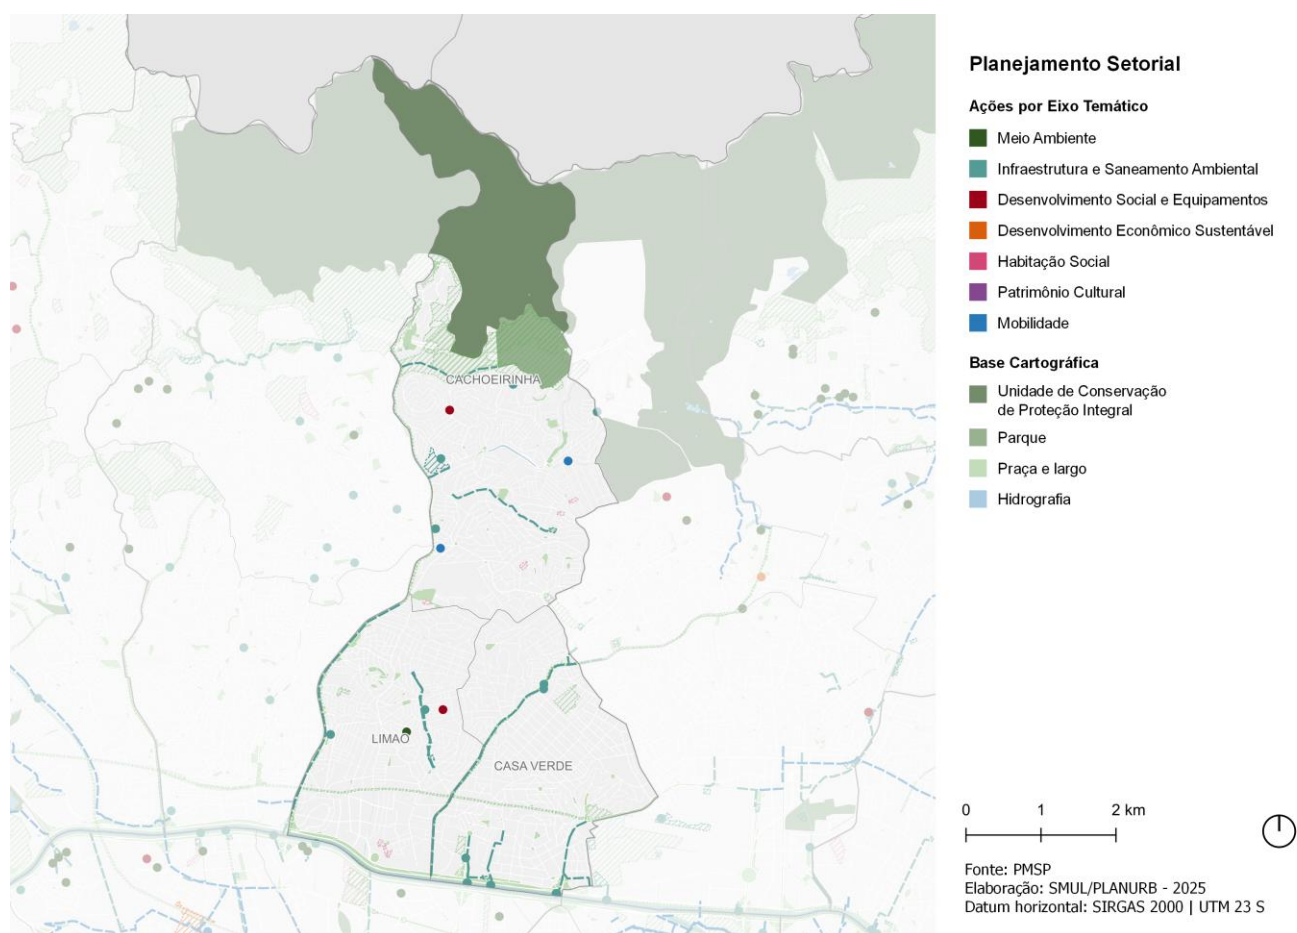 Planejamento Setorial
Ações por Eixo Temático
Meio Ambiente
Infraestrutura e Saneamento Ambiental
Desenvolvimento Social e Equipamentos
Desenvolvimento Econômico Sustentável
Habitação Social
Patrimônio Cultural
Mobilidade
Base Cartográfica
Unidade de Conservação
de Proteção Integral
Parque
Praça e largo
Hidrografia
CACHOEIRINHA
LIMAO
CASA VERDE
0 1 2 km
Fonte: PMSP
Elaboração: SMUL/PLANURB - 2025
Datum horizontal: SIRGAS 2000 | UTM 23 S